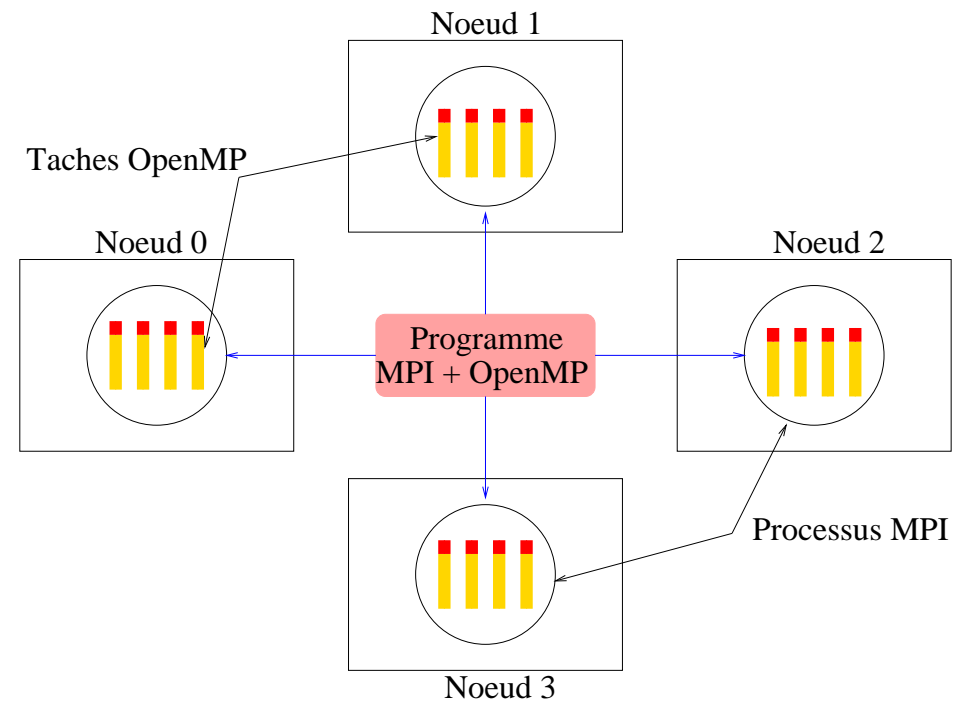 Noeud 1
Taches OpenMP
Noeud 0
Noeud 2
Programme
MPI + OpenMP
Processus MPI
Noeud 3